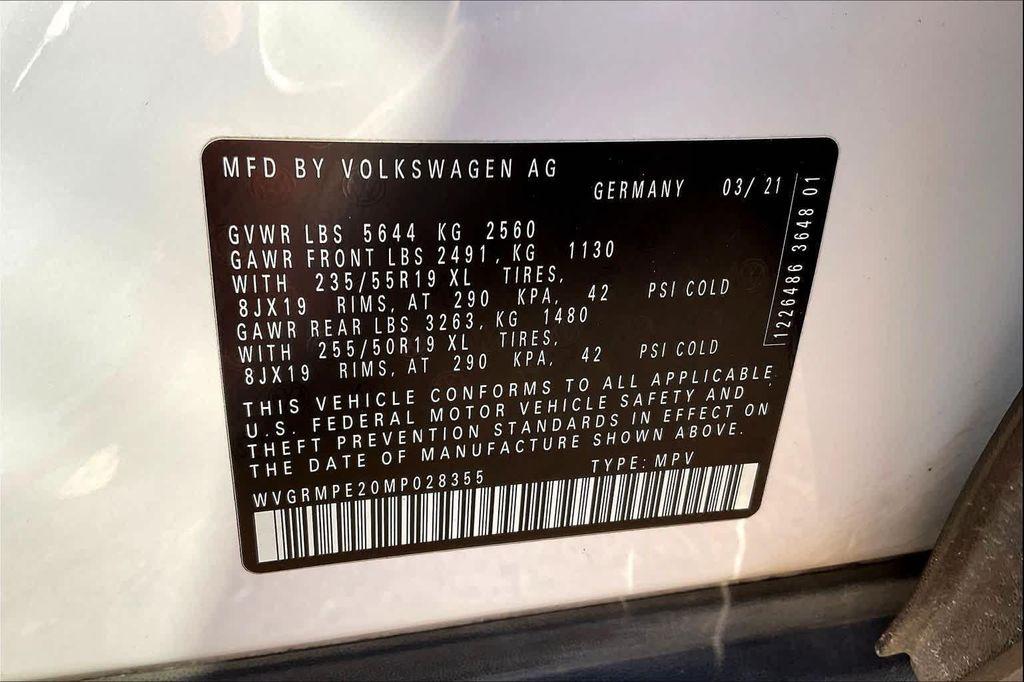 MFD BY VOLKSWAGEN AG
GERMANY 03/ 21
GVWR LBS 5644 KG 2560
GAWR FRONT LBS 2491, KG 1130
WITH 235/55R19 XL TIRES,
8JX19 RIMS, AT 290 KPA, 42 PSI COLD
GAWR REAR LBS 3263, KG 1480
WITH 255/50R19 XL TIRES,
8JX19 RIMS, AT 290 KPA, 42 PSI COLD
THIS VEHICLE CONFORMS TO ALL APPLICABLE
U.S. FEDERAL MOTOR VEHICLE SAFETY AND
THEFT PREVENTION STANDARDS IN EFFECT ON
THE DATE OF MANUFACTURE SHOWN ABOVE.
WVGRMPE20MP028355 TYPE: MPV
1226486 3648 01